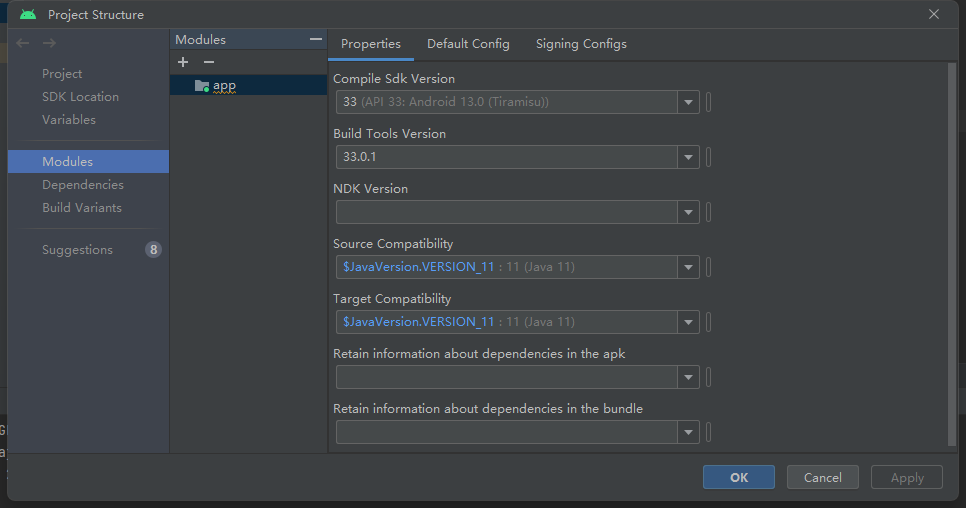 Project Structure
Project
SDK Location
Variables
Modules
Dependencies
Build Variants
Suggestions
8
Modules
app
Properties
Default Config
Signing Configs
Compile Sdk Version
33 (API 33: Android 13.0 (Tiramisu))
Build Tools Version
33.0.1
NDK Version
Source Compatibility
$JavaVersion.VERSION_11 : 11 (Java 11)
Target Compatibility
$JavaVersion.VERSION_11 : 11 (Java 11)
Retain information about dependencies in the apk
Retain information about dependencies in the bundle
OK
Cancel
Apply